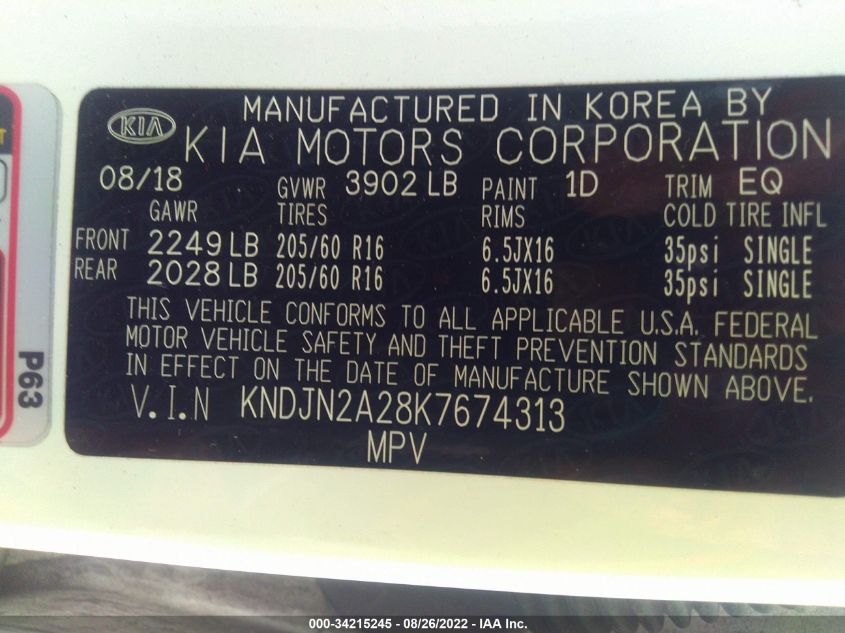 MANUFACTURED IN KOREA BY
KIA KIA MOTORS CORPORATION
08/18 GVWR 3902 LB PAINT 1D TRIM EQ
GAWR TIRES RIMS COLD TIRE INFL
FRONT 2249 LB 205/60 R16 6.5JX16 35psi SINGLE
REAR 2028 LB 205/60 R16 6.5JX16 35psi SINGLE
THIS VEHICLE CONFORMS TO ALL APPLICABLE U.S.A. FEDERAL
MOTOR VEHICLE SAFETY AND THEFT PREVENTION STANDARDS
IN EFFECT ON THE DATE OF MANUFACTURE SHOWN ABOVE.
V.I.N KNDJN2A28K7674313
MPV
P63
000-34215245 - 08/26/2022 - IAA Inc.